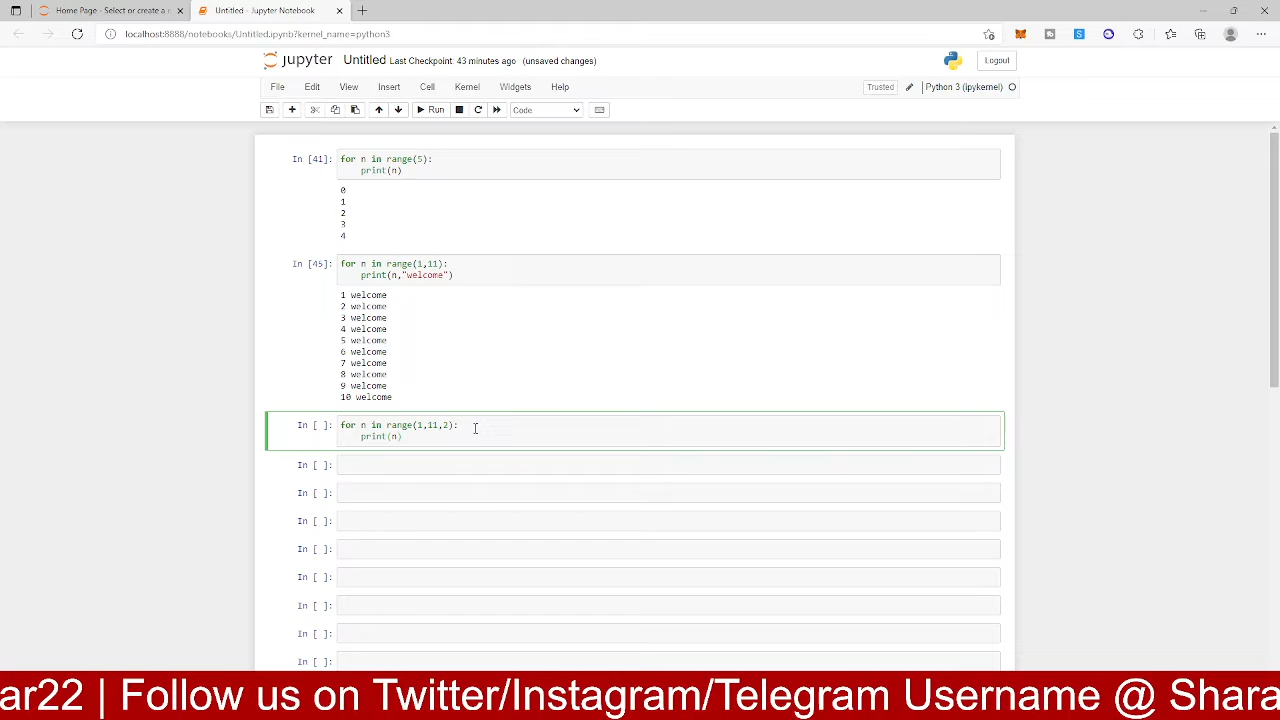 Home Page - Select or create a n
Untitled - Jupyter Notebook
localhost:8888/notebooks/Untitled.ipynb?kernel_name=python3
jupyter Untitled Last Checkpoint 43 minutes ago (unsaved changes)
Logout
File Edit View Insert Cell Kernel Widgets Help
Trusted
Python 3 (ipykernel)
Run
Code
In [41]: for n in range(5):
print(n)
0
1
2
3
4
In [45]: for n in range(1,11):
print(n,"welcome")
1 welcome
2 welcome
3 welcome
4 welcome
5 welcome
6 welcome
7 welcome
8 welcome
9 welcome
10 welcome
In [ ]: for n in range(1,11,2):
print(n)
In [ ]:
In [ ]:
In [ ]:
In [ ]:
In [ ]:
In [ ]:
In [ ]:
In [ ]:
ar22 | Follow us on Twitter/Instagram/Telegram Username @ Shara